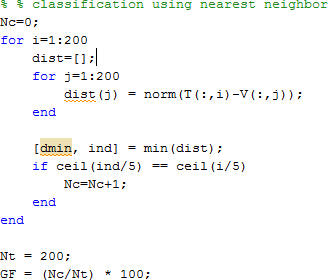 % % classification using nearest neighbor
Nc=0;
for i=1:200
    dist=[];
    for j=1:200
        dist(j) = norm(T(:,i)-V(:,j));
    end
    [dmin, ind] = min(dist);
    if ceil(ind/5) == ceil(i/5)
        Nc=Nc+1;
    end
end
Nt = 200;
GF = (Nc/Nt) * 100;